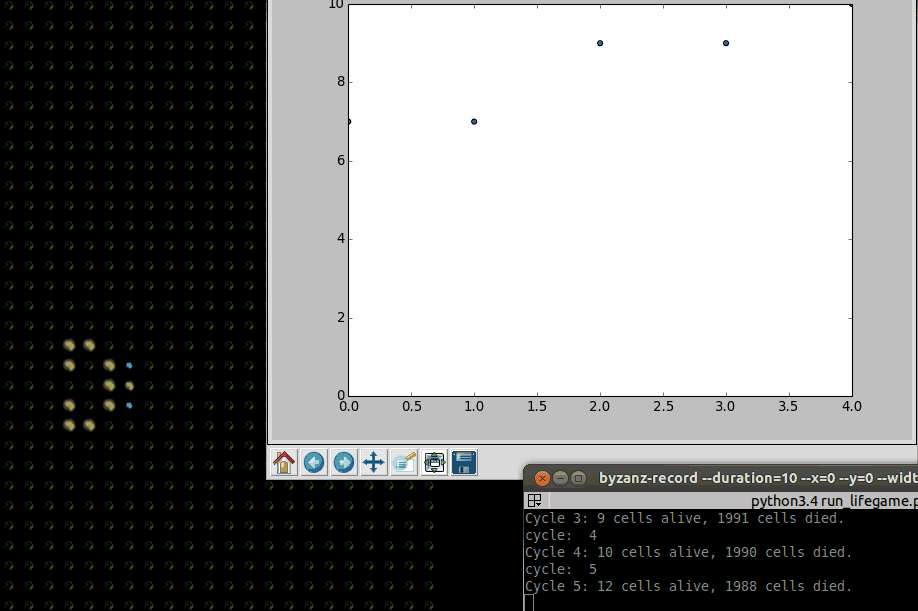 10
8
6
4
2
0
0.0 0.5 1.0 1.5 2.0 2.5 3.0 3.5 4.0
byzanz-record --duration=10 --x=0 --y=0 --widt
python3.4 run_lifegame.p
Cycle 3: 9 cells alive, 1991 cells died.
cycle:  4
Cycle 4: 10 cells alive, 1990 cells died.
cycle:  5
Cycle 5: 12 cells alive, 1988 cells died.